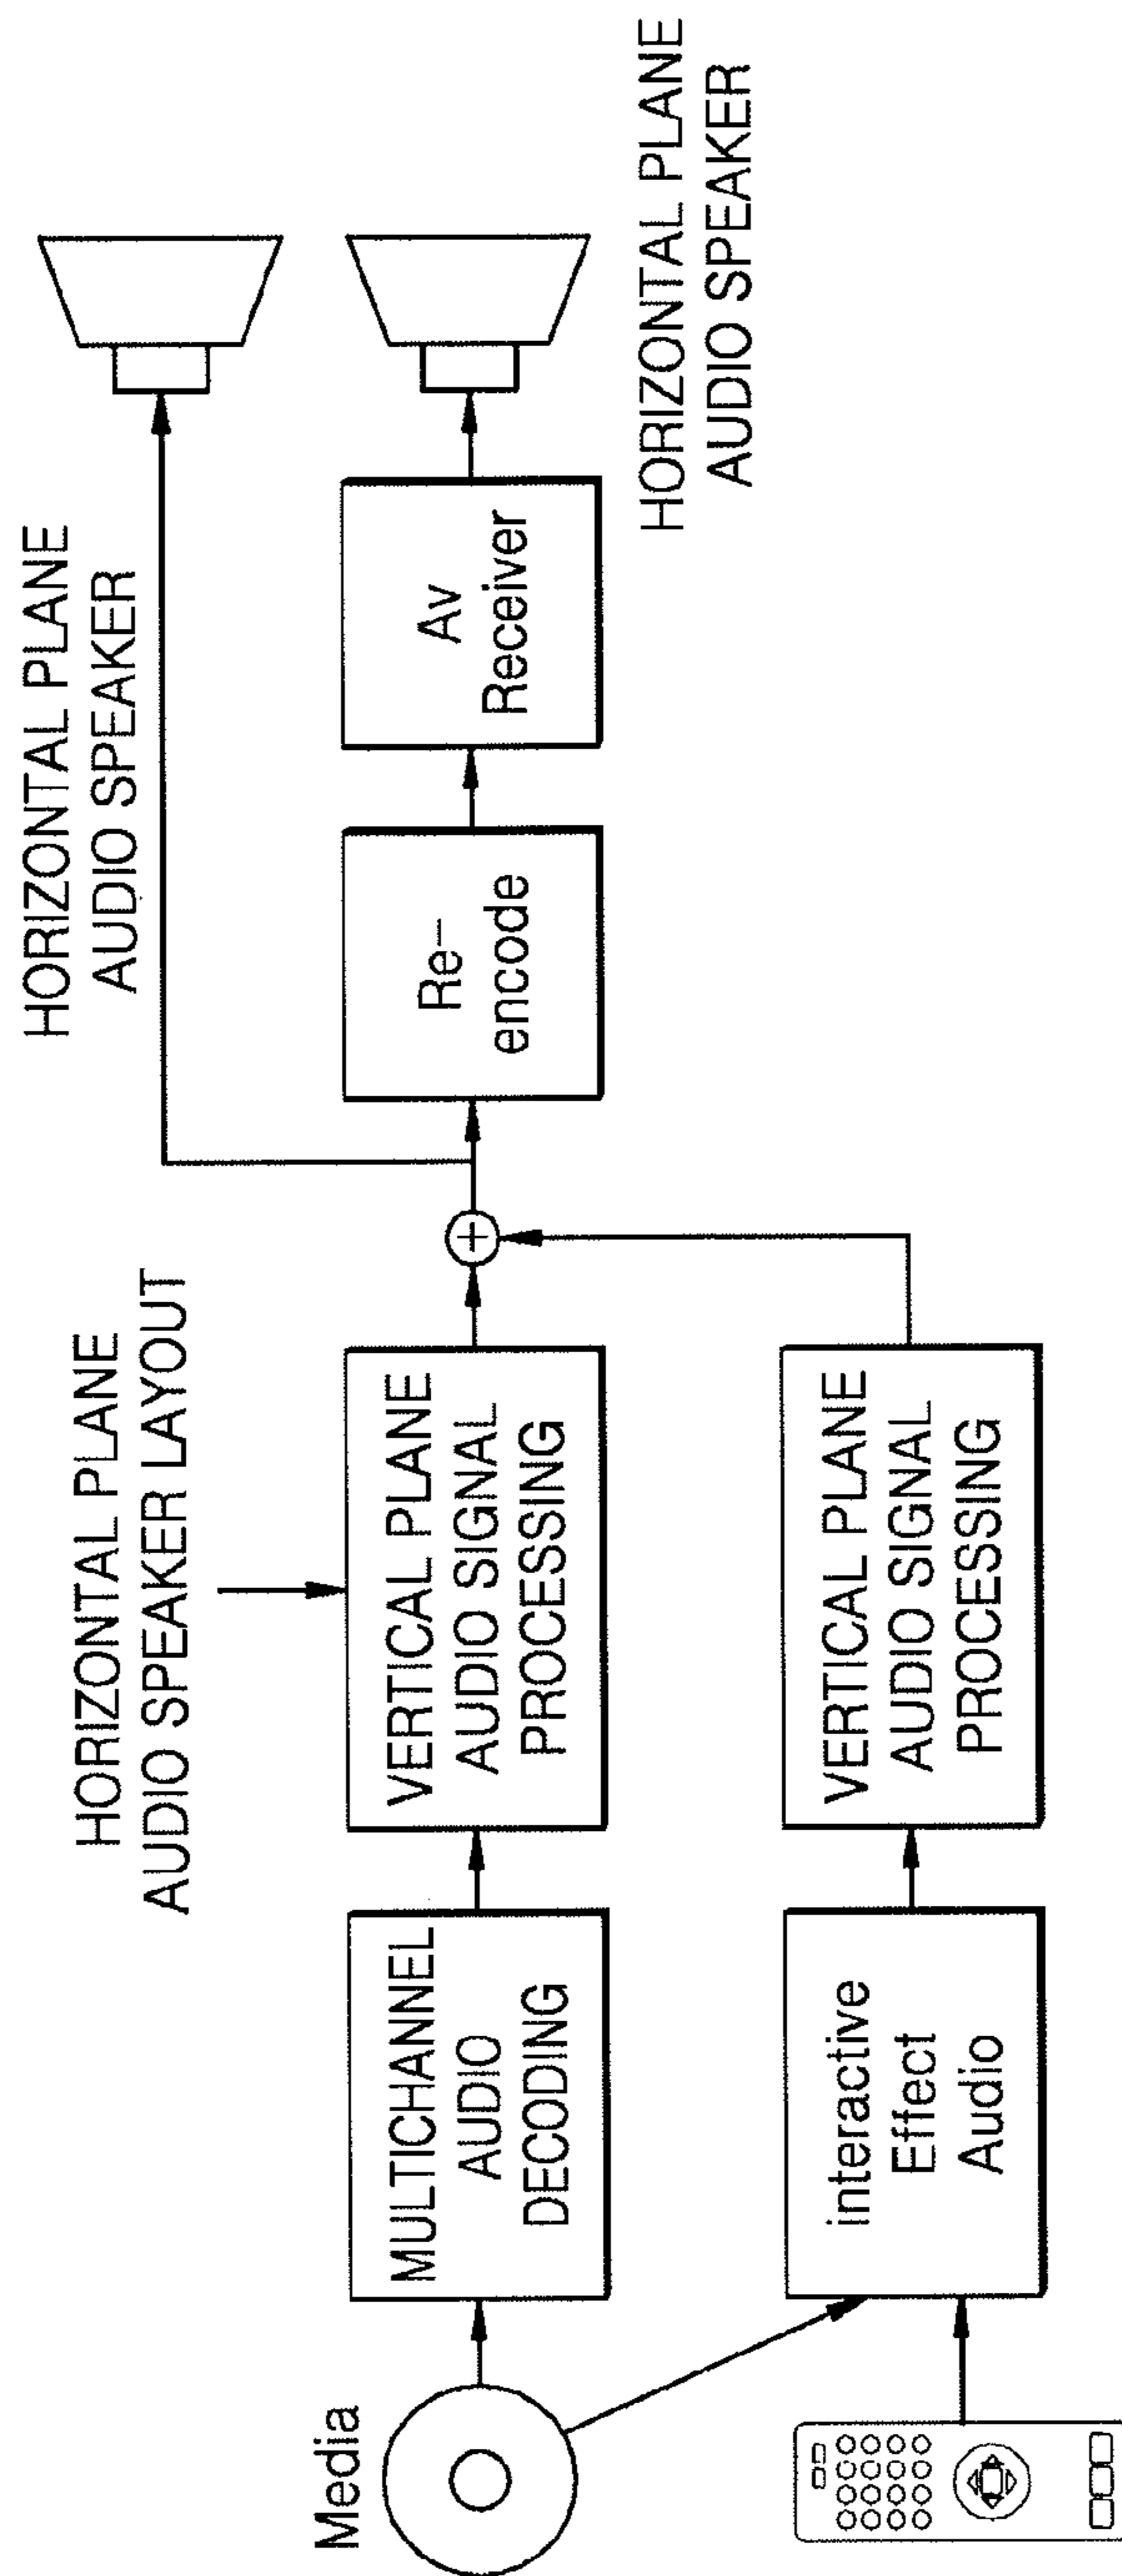 Media
MULTICHANNEL
AUDIO
DECODING
interactive
Effect
Audio
HORIZONTAL PLANE
AUDIO SPEAKER LAYOUT
VERTICAL PLANE
AUDIO SIGNAL
PROCESSING
VERTICAL PLANE
AUDIO SIGNAL
PROCESSING
+
Re-
encode
Av
Receiver
HORIZONTAL PLANE
AUDIO SPEAKER
HORIZONTAL PLANE
AUDIO SPEAKER